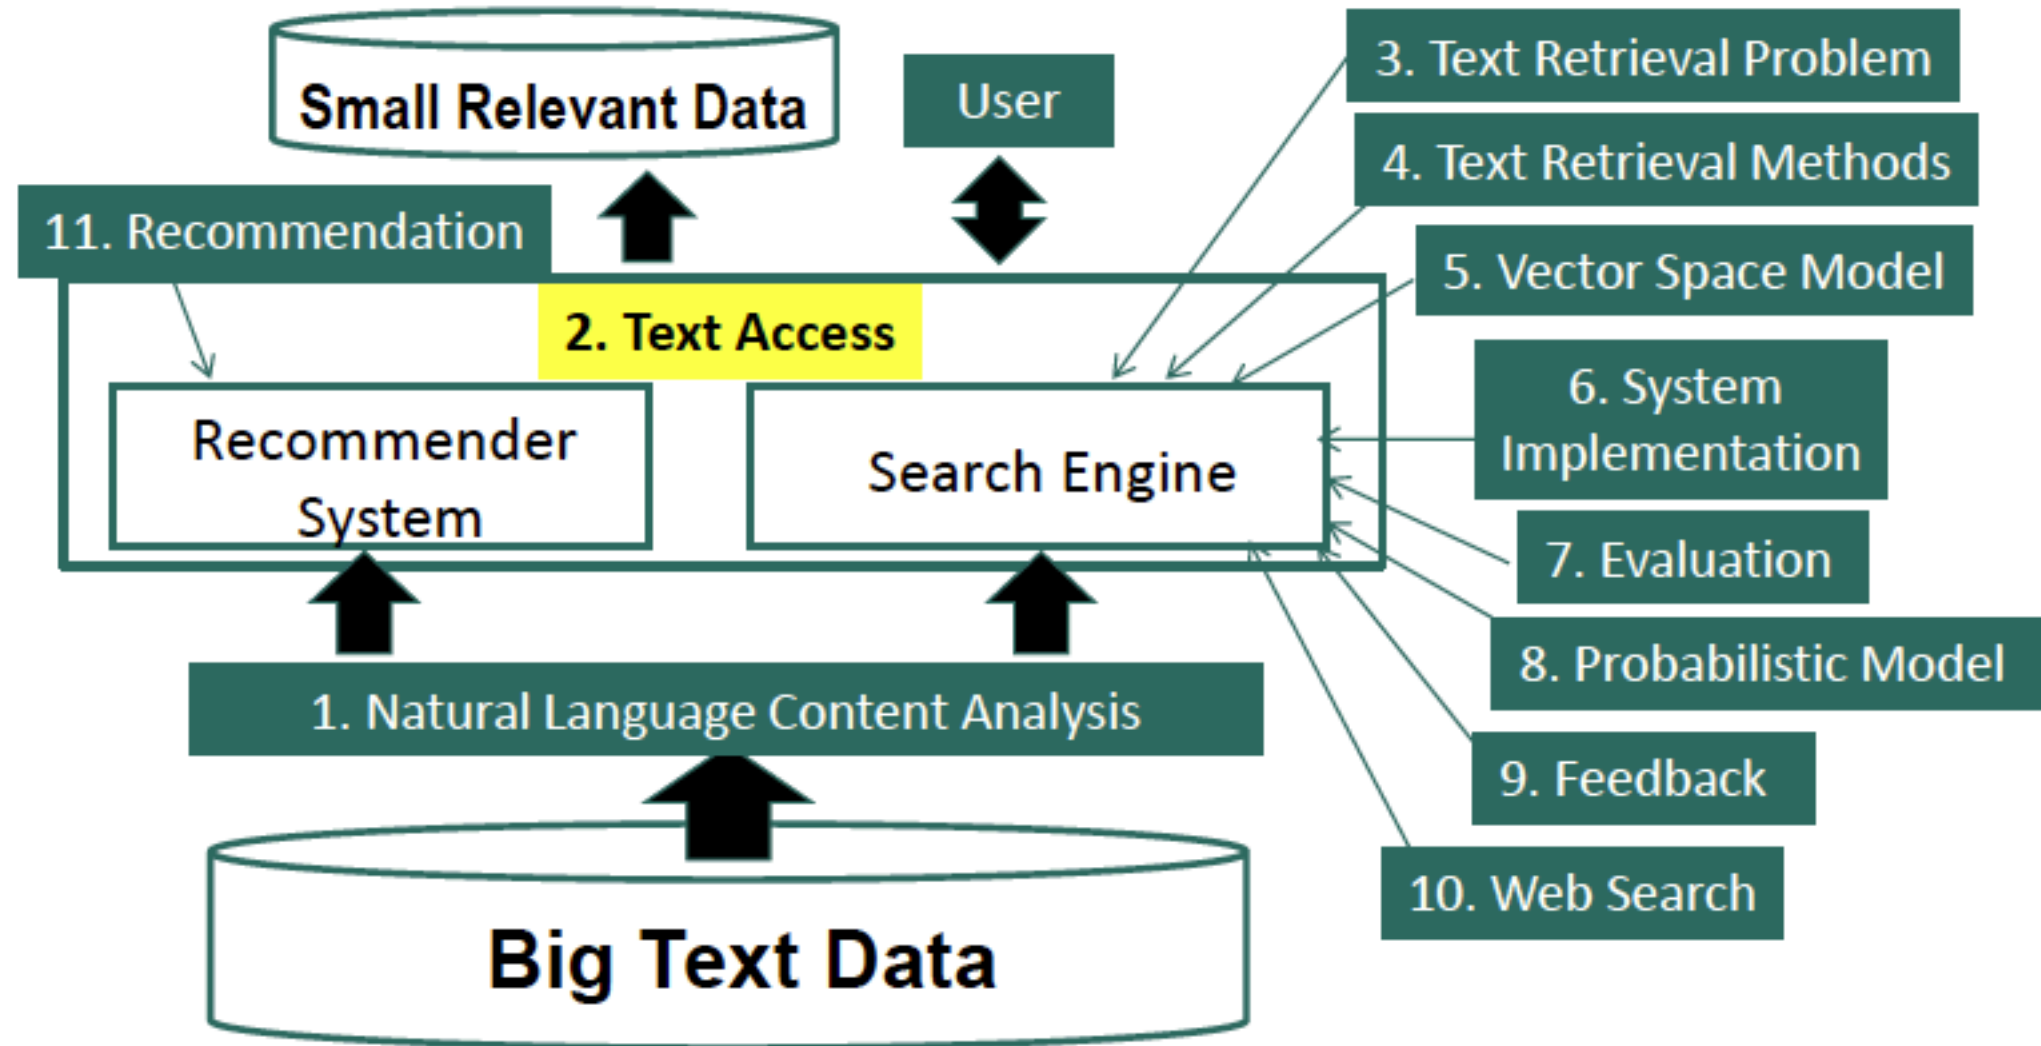 Small Relevant Data
User
3. Text Retrieval Problem
4. Text Retrieval Methods
11. Recommendation
5. Vector Space Model
2. Text Access
6. System
Implementation
Recommender
System
Search Engine
7. Evaluation
8. Probabilistic Model
1. Natural Language Content Analysis
9. Feedback
10. Web Search
Big Text Data